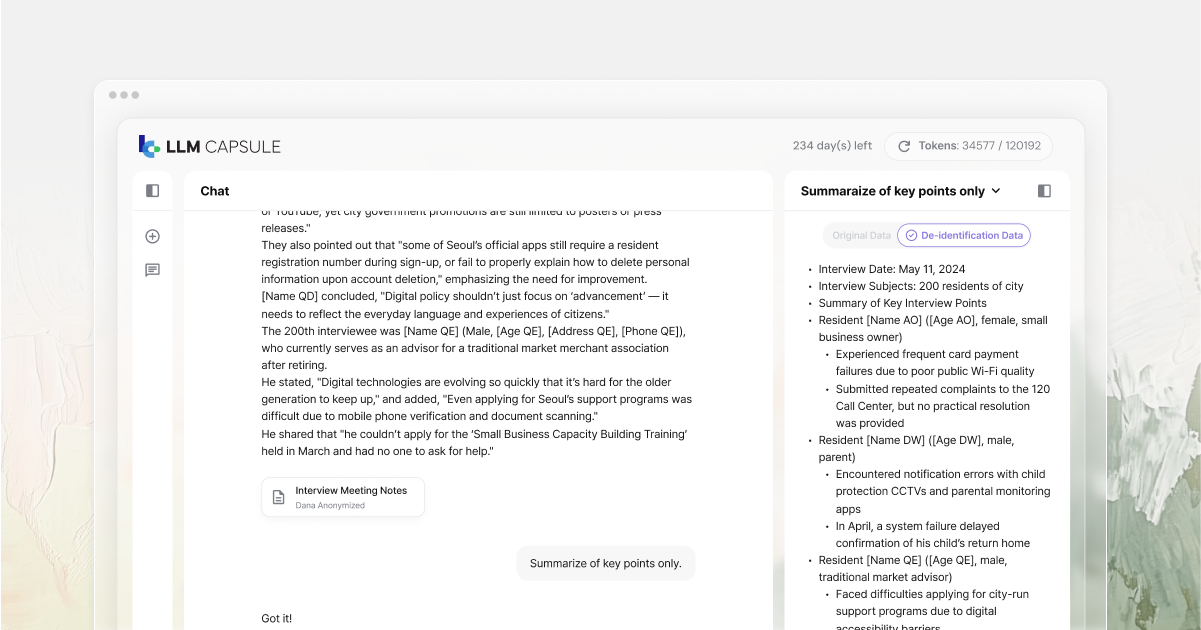 LLM CAPSULE
234 day(s) left
Tokens: 34577 / 120192
Chat
or YouTube, yet city government promotions are still limited to posters or press
releases."
They also pointed out that "some of Seoul’s official apps still require a resident
registration number during sign-up, or fail to properly explain how to delete personal
information upon account deletion," emphasizing the need for improvement.
[Name QD] concluded, "Digital policy shouldn’t just focus on ‘advancement’ — it
needs to reflect the everyday language and experiences of citizens."
The 200th interviewee was [Name QE] (Male, [Age QE], [Address QE], [Phone QE]),
who currently serves as an advisor for a traditional market merchant association
after retiring.
He stated, "Digital technologies are evolving so quickly that it’s hard for the older
generation to keep up," and added, "Even applying for Seoul’s support programs was
difficult due to mobile phone verification and document scanning."
He shared that "he couldn’t apply for the ‘Small Business Capacity Building Training’
held in March and had no one to ask for help."
Interview Meeting Notes
Dana Anonymized
Summarize of key points only.
Got it!
Summaraize of key points only
Original Data
De-identification Data
• Interview Date: May 11, 2024
• Interview Subjects: 200 residents of city
• Summary of Key Interview Points
• Resident [Name AO] ([Age AO], female, small
business owner)
• Experienced frequent card payment
failures due to poor public Wi-Fi quality
• Submitted repeated complaints to the 120
Call Center, but no practical resolution
was provided
• Resident [Name DW] ([Age DW], male,
parent)
• Encountered notification errors with child
protection CCTVs and parental monitoring
apps
• In April, a system failure delayed
confirmation of his child’s return home
• Resident [Name QE] ([Age QE], male,
traditional market advisor)
• Faced difficulties applying for city-run
support programs due to digital
accessibility barriers